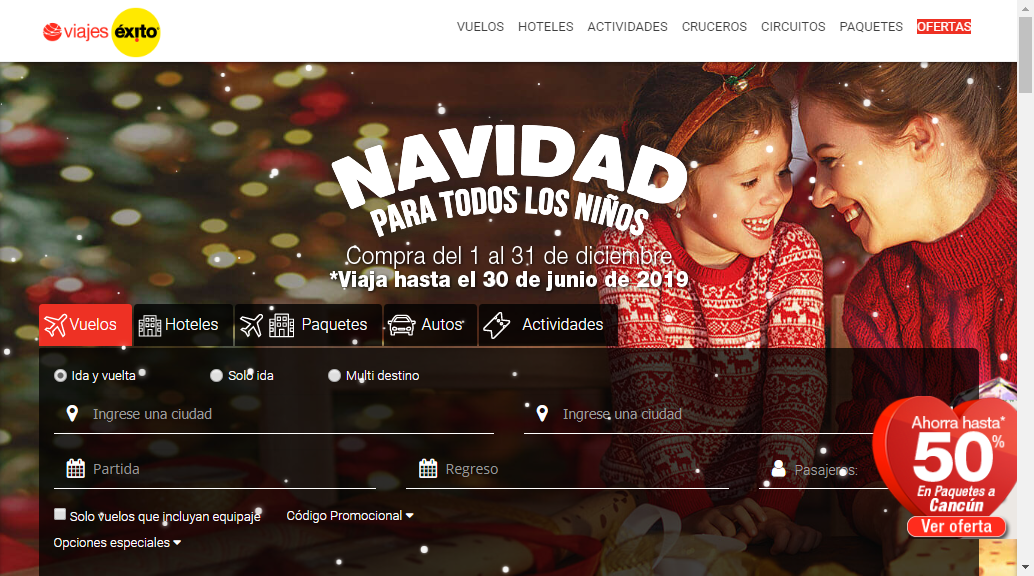 viajes éxito
VUELOS HOTELES ACTIVIDADES CRUCEROS CIRCUITOS PAQUETES OFERTAS
NAVIDAD
PARA TODOS LOS NIÑOS
Compra del 1 al 31 de diciembre
*Viaja hasta el 30 de junio de 2019
Vuelos Hoteles Paquetes Autos Actividades
Ida y vuelta Solo ida Multi destino
Ingrese una ciudad Ingrese una ciudad
Partida Regreso Pasajeros:
Ahorra hasta*
50%
En Paquetes a
Cancún
Ver oferta
Solo vuelos que incluyan equipaje Código Promocional
Opciones especiales